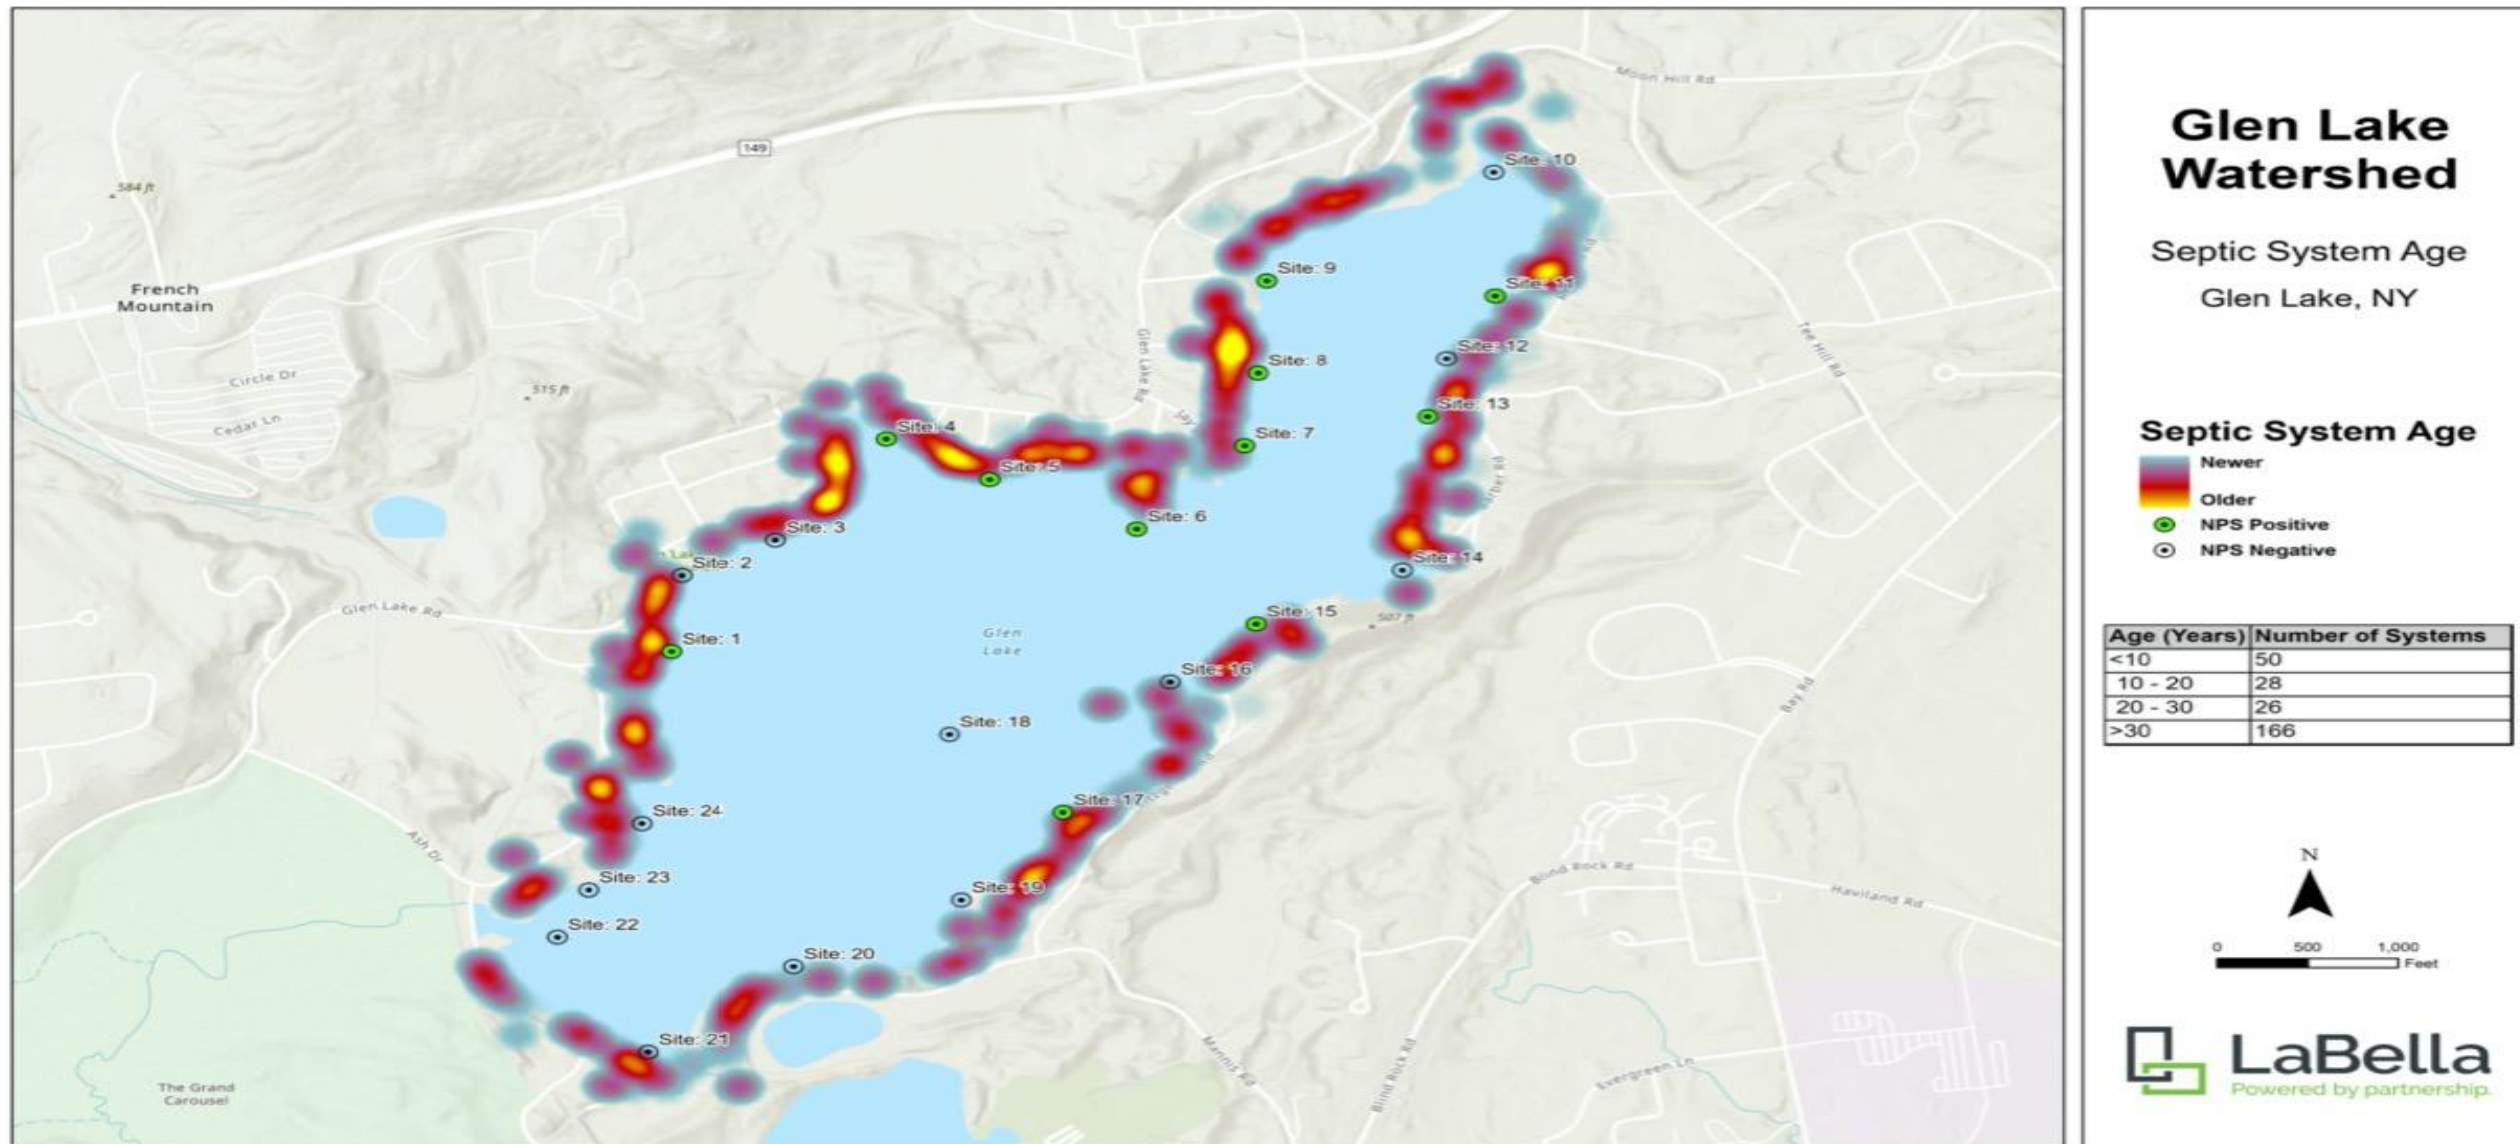 Moon Hill Rd
149
Site: 10
584 ft
Site: 9
Site: 11
French
Mountain
Glen Lake Rd
Tee Hill Rd
Site: 12
Site: 8
Circle Dr
515 ft
Site: 13
Jay
Cedar Ln
Site: 4
Site: 7
Site: 5
Site: 6
Site: 3
Site: 14
Site: 2
Glen Lake Rd
Site: 15
507 ft
Glen
Lake
Site: 1
Site: 16
Bay Rd
Site: 18
Site: 17
Site: 24
Ash Dr
Blind Rock Rd
Site: 23
Site: 19
Haviland Rd
Site: 22
Site: 20
Site: 21
Mannis Rd
Blind Rock Rd
Evergreen Ln
The Grand
Carousel
Glen Lake
Watershed
Septic System Age
Glen Lake, NY
Septic System Age
Newer
Older
NPS Positive
NPS Negative
Age (Years) Number of Systems
<10 50
10 - 20 28
20 - 30 26
>30 166
N
0 500 1,000
Feet
LaBella
Powered by partnership.